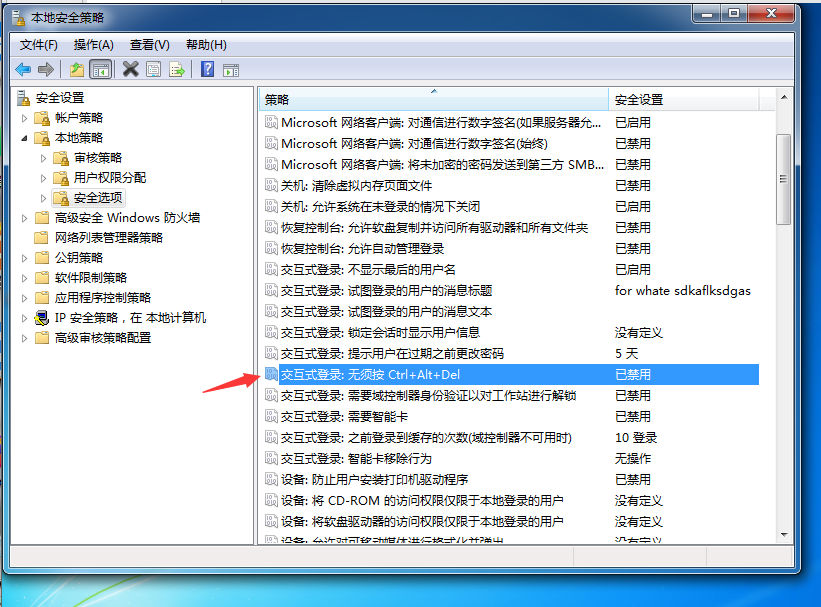 本地安全策略
文件(F) 操作(A) 查看(V) 帮助(H)
安全设置
帐户策略
本地策略
审核策略
用户权限分配
安全选项
高级安全 Windows 防火墙
网络列表管理器策略
公钥策略
软件限制策略
应用程序控制策略
IP 安全策略，在 本地计算机
高级审核策略配置
策略 安全设置
Microsoft 网络客户端: 对通信进行数字签名(如果服务器允... 已启用
Microsoft 网络客户端: 对通信进行数字签名(始终) 已禁用
Microsoft 网络客户端: 将未加密的密码发送到第三方 SMB... 已禁用
关机: 清除虚拟内存页面文件 已禁用
关机: 允许系统在未登录的情况下关闭 已启用
恢复控制台: 允许软盘复制并访问所有驱动器和所有文件夹 已禁用
恢复控制台: 允许自动管理登录 已禁用
交互式登录: 不显示最后的用户名 已启用
交互式登录: 试图登录的用户的消息标题 for whate sdkaflksdgas
交互式登录: 试图登录的用户的消息文本
交互式登录: 锁定会话时显示用户信息 没有定义
交互式登录: 提示用户在过期之前更改密码 5 天
交互式登录: 无须按 Ctrl+Alt+Del 已禁用
交互式登录: 需要域控制器身份验证以对工作站进行解锁 已禁用
交互式登录: 需要智能卡 已禁用
交互式登录: 之前登录到缓存的次数(域控制器不可用时) 10 登录
交互式登录: 智能卡移除行为 无操作
设备: 防止用户安装打印机驱动程序 已禁用
设备: 将 CD-ROM 的访问权限仅限于本地登录的用户 没有定义
设备: 将软盘驱动器的访问权限仅限于本地登录的用户 没有定义
设备: 允许对可移动媒体进行格式化并弹出 没有定义